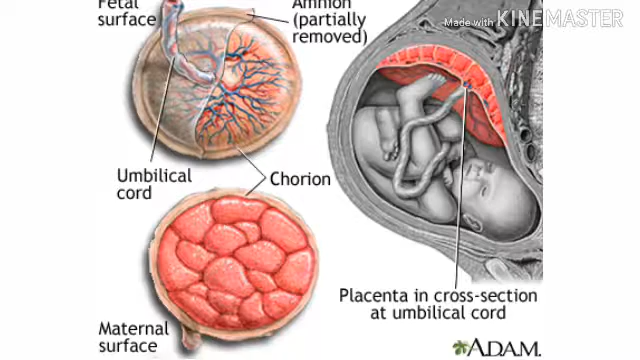 Fetal
surface
Amnion
(partially
removed)
Made with KINEMASTER
Umbilical
cord
Chorion
Placenta in cross-section
at umbilical cord
Maternal
surface
A.D.A.M.